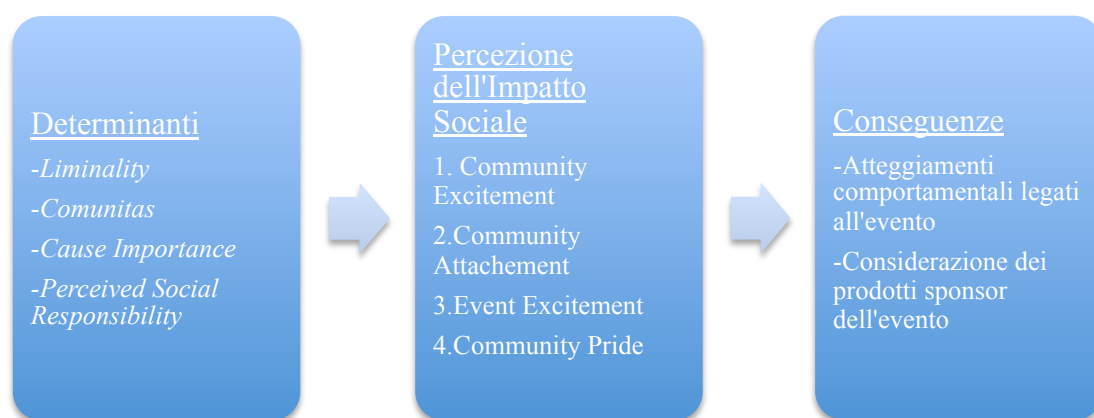 Determinanti
-Liminality
-Comunitas
-Cause Importance
-Perceived Social
Responsibility
Percezione
dell'Impatto
Sociale
1. Community
Excitement
2.Community
Attachement
3.Event Excitement
4.Community Pride
Conseguenze
-Atteggiamenti
comportamentali legati
all'evento
-Considerazione dei
prodotti sponsor
dell'evento